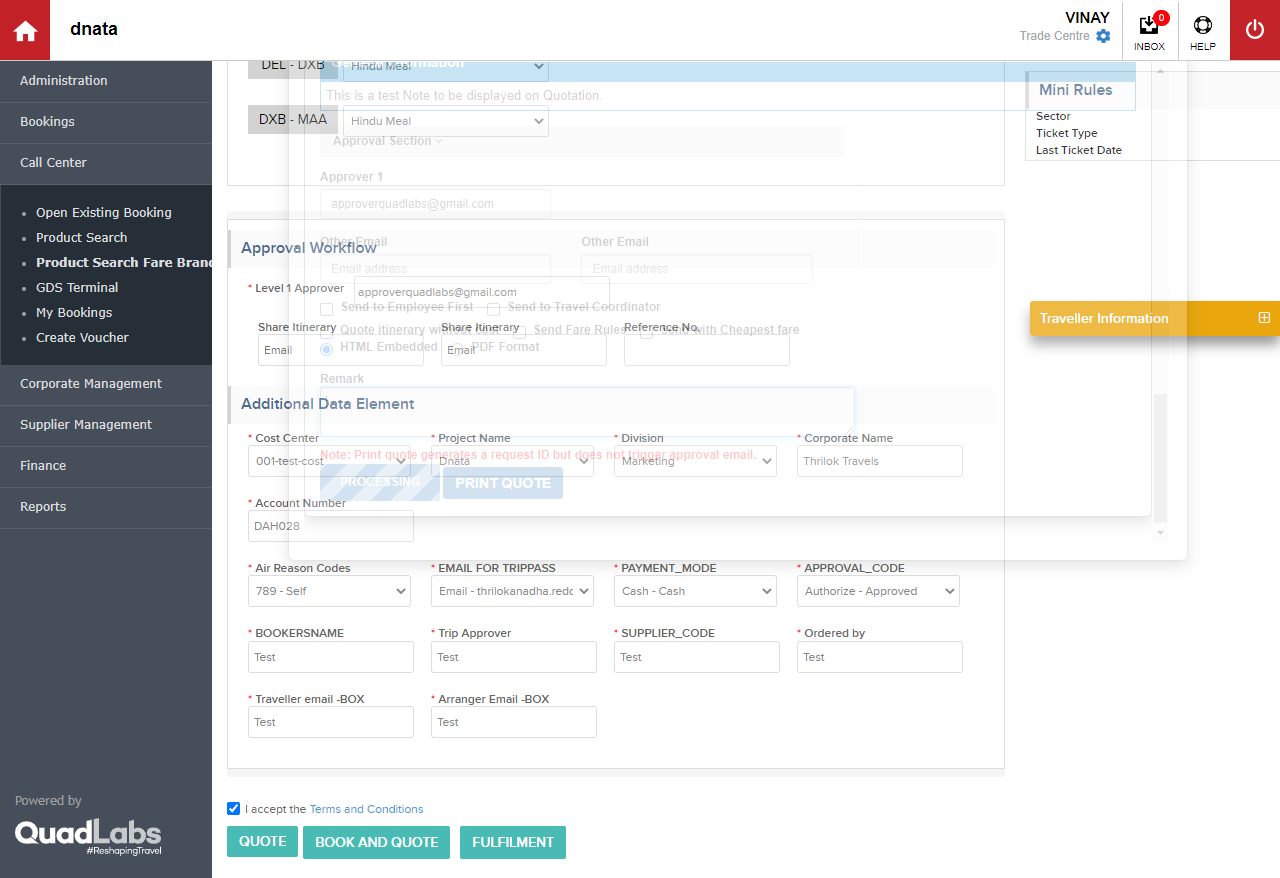 dnata
VINAY
Trade Centre
0
INBOX
HELP
Administration
Bookings
Call Center
Open Existing Booking
Product Search
Product Search Fare Brand
GDS Terminal
My Bookings
Create Voucher
Corporate Management
Supplier Management
Finance
Reports
Powered by
QuadLabs
#ReshapingTravel
DEL - DXB
Hindu Meal
This is a test Note to be displayed on Quotation.
DXB - MAA
Hindu Meal
Approval Section
Approver 1
approverquadlabs@gmail.com
Other Email
Other Email
Approval Workflow
Email address
Email address
* Level 1 Approver
approverquadlabs@gmail.com
Send to Employee First
Send to Travel Coordinator
Share Itinerary
Share Itinerary
Reference No.
Quote itinerary without cost
Send Fare Rules
Send with Cheapest fare
Email
Email
HTML Embedded
PDF Format
Remark
Additional Data Element
* Cost Center
* Project Name
* Division
* Corporate Name
001-test-cost
Dnata
Marketing
Thrilok Travels
Note: Print quote generates a request ID but does not trigger approval email.
PROCESSING
PRINT QUOTE
* Account Number
DAH028
* Air Reason Codes
* EMAIL FOR TRIPPASS
* PAYMENT_MODE
* APPROVAL_CODE
789 - Self
Email - thrilokanadha.redd
Cash - Cash
Authorize - Approved
* BOOKERSNAME
* Trip Approver
* SUPPLIER_CODE
* Ordered by
Test
Test
Test
Test
* Traveller email -BOX
* Arranger Email -BOX
Test
Test
I accept the Terms and Conditions
QUOTE
BOOK AND QUOTE
FULFILMENT
Mini Rules
Sector
Ticket Type
Last Ticket Date
Traveller Information